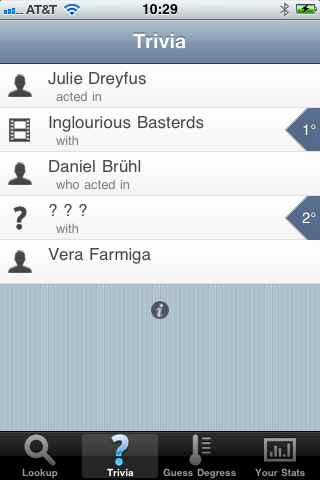 AT&T 10:29
Trivia
Julie Dreyfus
acted in
Inglourious Basterds
with
1°
Daniel Brühl
who acted in
? ? ?
with
2°
Vera Farmiga
Lookup Trivia Guess Degress Your Stats